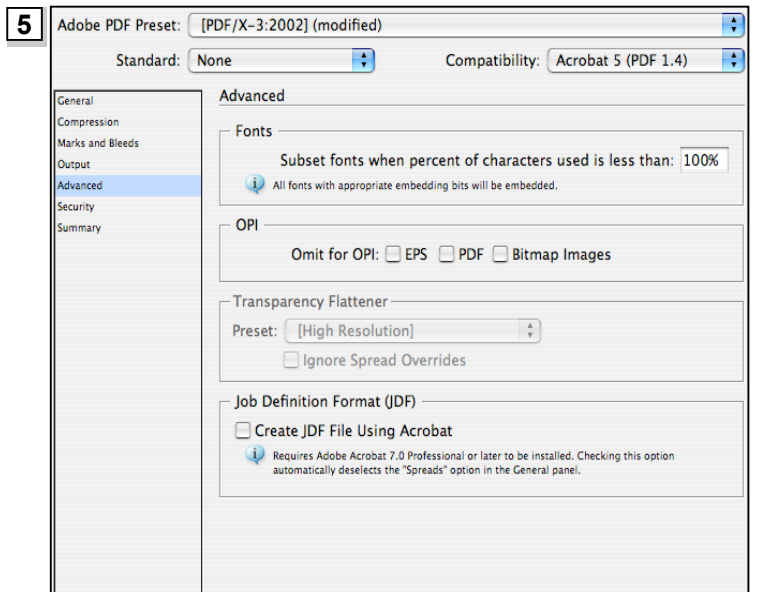 5
Adobe PDF Preset: [PDF/X-3:2002] (modified)
Standard: None Compatibility: Acrobat 5 (PDF 1.4)
General
Compression
Marks and Bleeds
Output
Advanced
Security
Summary
Advanced
Fonts
Subset fonts when percent of characters used is less than: 100%
All fonts with appropriate embedding bits will be embedded.
OPI
Omit for OPI: EPS PDF Bitmap Images
Transparency Flattener
Preset: [High Resolution]
Ignore Spread Overrides
Job Definition Format (JDF)
Create JDF File Using Acrobat
Requires Adobe Acrobat 7.0 Professional or later to be installed. Checking this option
automatically deselects the "Spreads" option in the General panel.